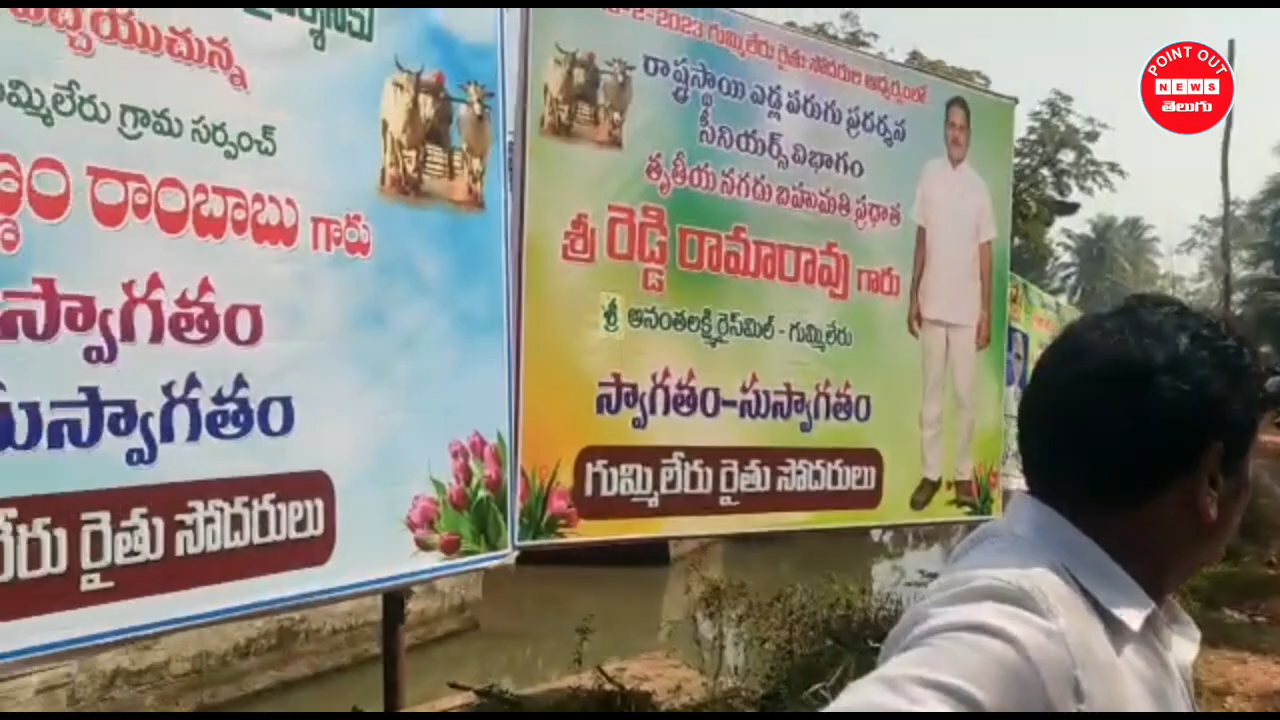 గుమ్మిలేరు గ్రామ సర్పంచ్
రాంబాబు గారు
స్వాగతం
సుస్వాగతం
రైతు సోదరులు
2-2023 గుమ్మిలేరు రైతు సోదరుల ఆధ్వర్యంలో
రాష్ట్రస్థాయి ఎడ్ల పరుగు ప్రదర్శన
సీనియర్స్ విభాగం
తృతీయ నగదు బహుమతి ప్రధాత
శ్రీ రెడ్డి రామారావు గారు
శ్రీ అనంతలక్ష్మి రైస్‌మిల్ - గుమ్మిలేరు
స్వాగతం-సుస్వాగతం
గుమ్మిలేరు రైతు సోదరులు
POINT OUT
NEWS
తెలుగు